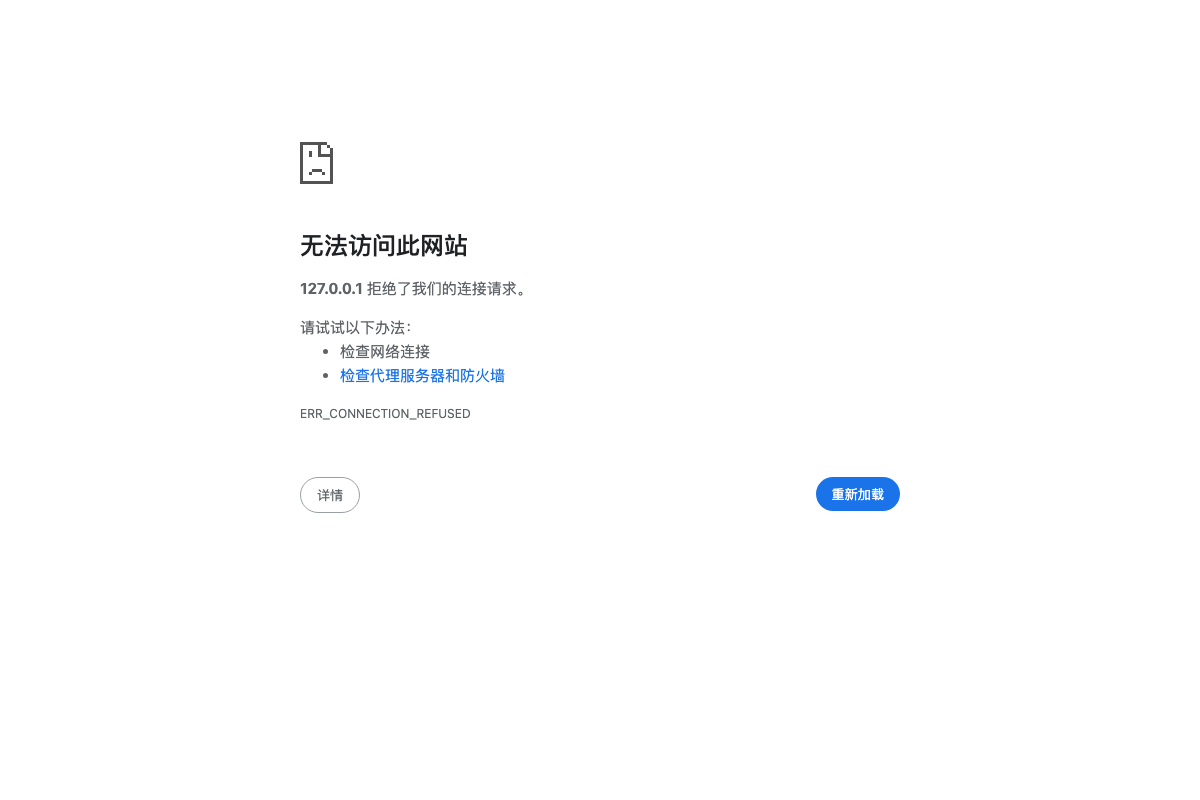 无法访问此网站
127.0.0.1 拒绝了我们的连接请求。
请试试以下办法：
检查网络连接
检查代理服务器和防火墙
ERR_CONNECTION_REFUSED
详情
重新加载